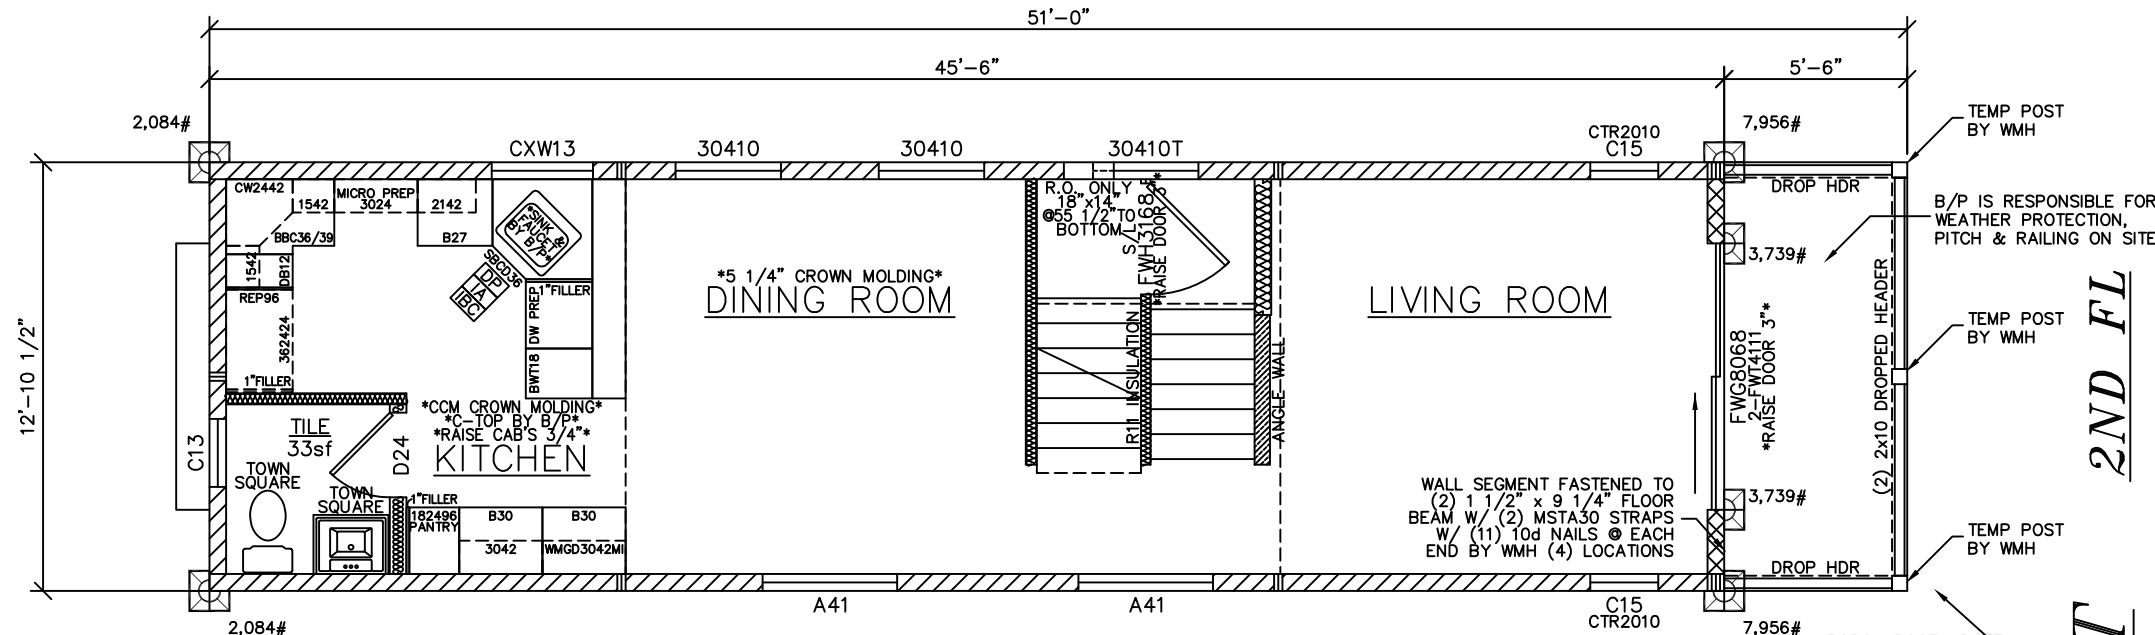 51'-0"
45'-6"
5'-6"
2,084#
CXW13
30410
30410
30410T
CTR2010
C15
7,956#
TEMP POST
BY WMH
DROP HDR
B/P IS RESPONSIBLE FOR
WEATHER PROTECTION,
PITCH & RAILING ON SITE
CW2442
1542
MICRO PREP
3024
2142
BBC36/39
B27
*SINK &
FAUCET
BY B/P*
SBCD36
DP
IA
IBC
1542
DB12
REP96
362424
1"FILLER
DW PREP
1"FILLER
BWT18
*5 1/4" CROWN MOLDING*
DINING ROOM
R.O. ONLY
18"x14"
@55 1/2"TO
BOTTOM
FWH3168
*RAISE DOOR 3"*
R11 INSULATION
ANGLE WALL
LIVING ROOM
3,739#
FWG8068
2-FWT4111
*RAISE DOOR 3"*
(2) 2x10 DROPPED HEADER
TEMP POST
BY WMH
2ND FL
12'-10 1/2"
C13
TILE
33sf
D24
*CCM CROWN MOLDING*
*C-TOP BY B/P*
*RAISE CAB'S 3/4"*
KITCHEN
TOWN
SQUARE
TOWN
SQUARE
1"FILLER
182496
PANTRY
B30
3042
B30
WMGD3042MI
WALL SEGMENT FASTENED TO
(2) 1 1/2" x 9 1/4" FLOOR
BEAM W/ (2) MSTA30 STRAPS
W/ (11) 10d NAILS @ EACH
END BY WMH (4) LOCATIONS
3,739#
TEMP POST
BY WMH
DROP HDR
2,084#
A41
A41
C15
CTR2010
7,956#